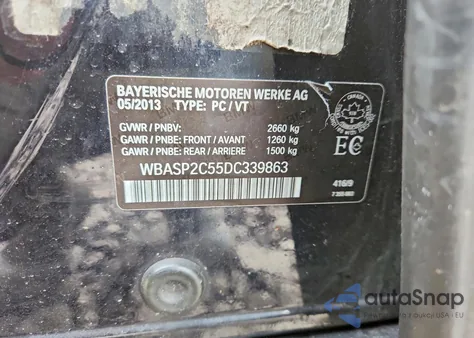 BAYERISCHE MOTOREN WERKE AG
05/2013 TYPE: PC / VT
GVWR / PNBV: 2660 kg
GAWR / PNBE: FRONT / AVANT 1260 kg
GAWR / PNBE: REAR / ARRIERE 1500 kg
WBASP2C55DC339863
CANADA
EC
416/9
autoSnap